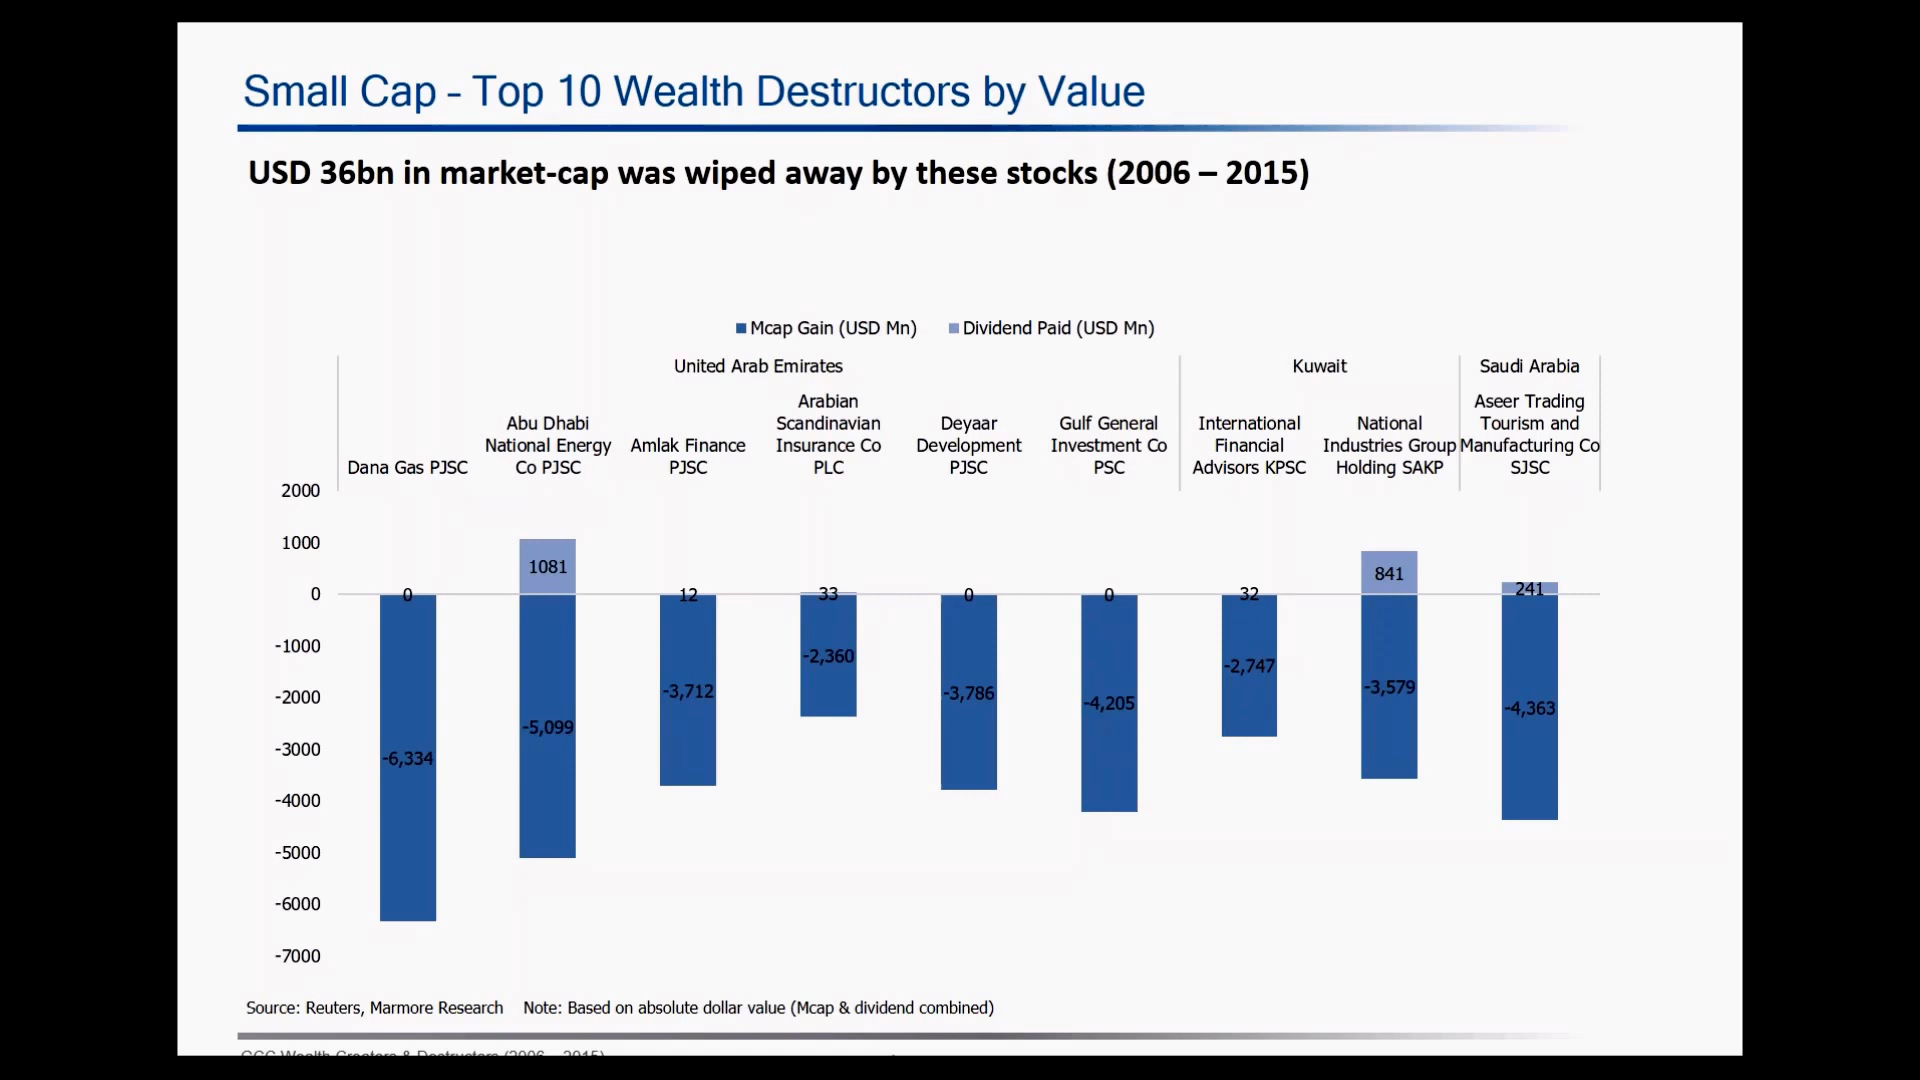 Small Cap – Top 10 Wealth Destructors by Value
USD 36bn in market-cap was wiped away by these stocks (2006 – 2015)
Mcap Gain (USD Mn) Dividend Paid (USD Mn)
United Arab Emirates Kuwait Saudi Arabia
Dana Gas PJSC
Abu Dhabi
National Energy
Co PJSC
Amlak Finance
PJSC
Arabian
Scandinavian
Insurance Co
PLC
Deyaar
Development
PJSC
Gulf General
Investment Co
PSC
International
Financial
Advisors KPSC
National
Industries Group
Holding SAKP
Aseer Trading
Tourism and
Manufacturing Co
SJSC
2000
1000
0
-1000
-2000
-3000
-4000
-5000
-6000
-7000
0 1081 12 33 0 0 32 841 241
-6,334 -5,099 -3,712 -2,360 -3,786 -4,205 -2,747 -3,579 -4,363
Source: Reuters, Marmore Research Note: Based on absolute dollar value (Mcap & dividend combined)
GCC Wealth Creators & Destructors (2006 – 2015)